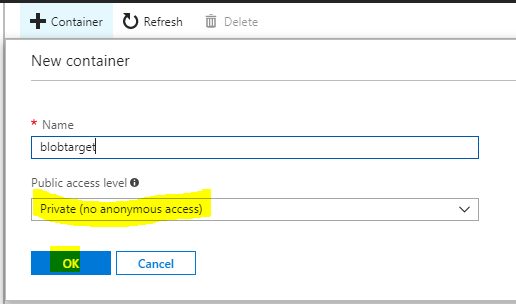 Container Refresh Delete
New container
* Name
blobtarget
Public access level
Private (no anonymous access)
OK Cancel